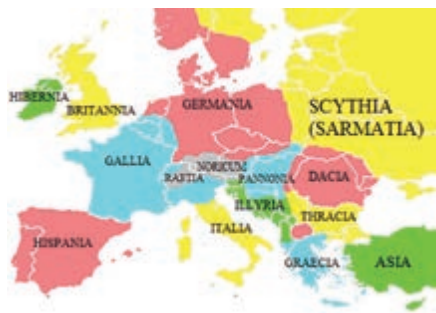 HIBERNIA
BRITANNIA
GERMANIA
SCYTHIA
(SARMATIA)
GALLIA
NORICUM
RAETIA
PANNONIA
DACIA
ILLYRIA
THRACIA
ITALIA
HISPANIA
GRAECIA
ASIA